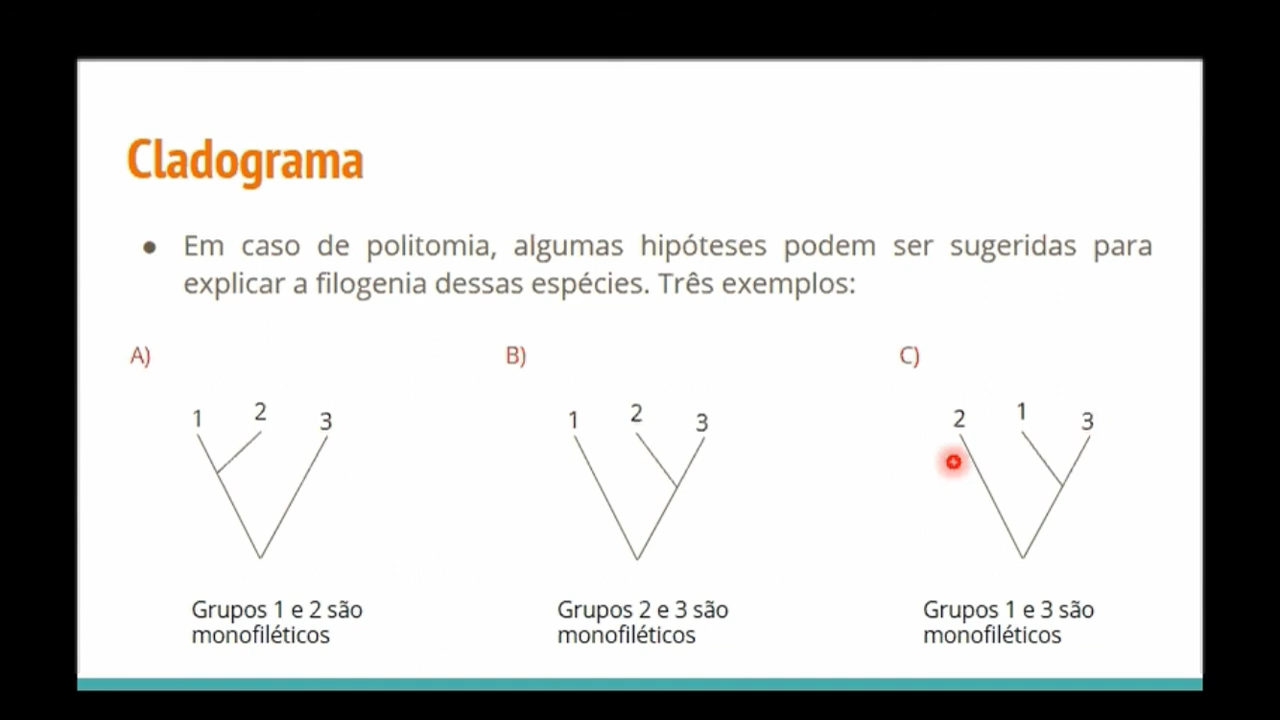 Cladograma
● Em caso de politomia, algumas hipóteses podem ser sugeridas para
explicar a filogenia dessas espécies. Três exemplos:
A)
1 2 3
Grupos 1 e 2 são
monofiléticos
B)
1 2 3
Grupos 2 e 3 são
monofiléticos
C)
2 1 3
Grupos 1 e 3 são
monofiléticos